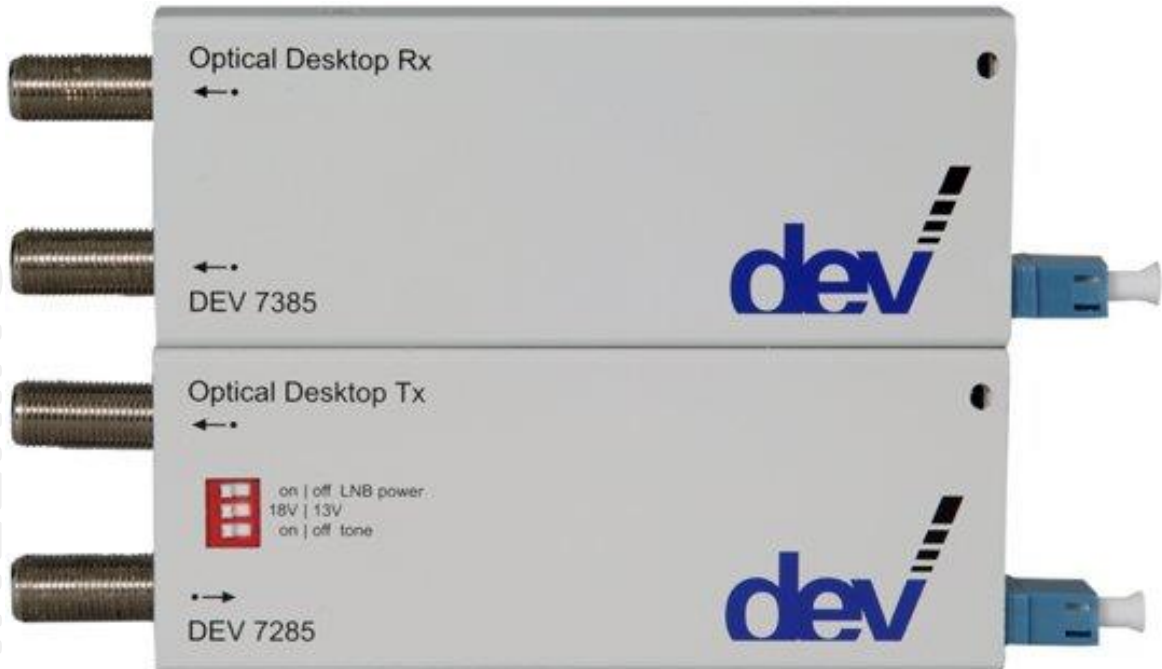 Optical Desktop Rx
dev
DEV 7385
Optical Desktop Tx
on | off LNB power
18V | 13V
on | off tone
dev
DEV 7285